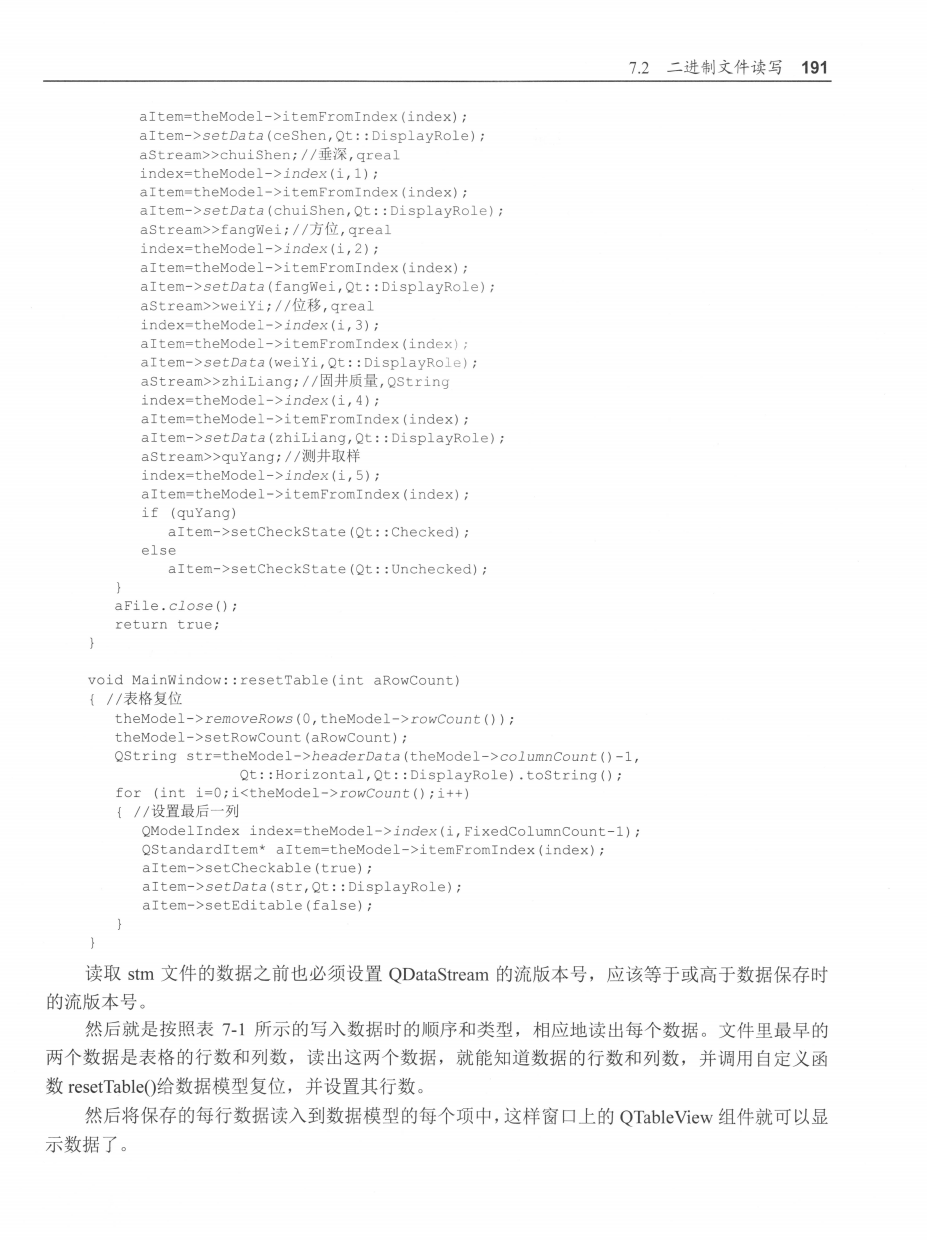 7.2 二进制文件读写 191
aItem=theModel->itemFromIndex(index);
aItem->setData(ceShen,Qt::DisplayRole);
aStream>>chuiShen;//垂深,qreal
index=theModel->index(i,1);
aItem=theModel->itemFromIndex(index);
aItem->setData(chuiShen,Qt::DisplayRole);
aStream>>fangWei;//方位,qreal
index=theModel->index(i,2);
aItem=theModel->itemFromIndex(index);
aItem->setData(fangWei,Qt::DisplayRole);
aStream>>weiYi;//位移,qreal
index=theModel->index(i,3);
aItem=theModel->itemFromIndex(index);
aItem->setData(weiYi,Qt::DisplayRole);
aStream>>zhiLiang;//固井质量,QString
index=theModel->index(i,4);
aItem=theModel->itemFromIndex(index);
aItem->setData(zhiLiang,Qt::DisplayRole);
aStream>>quYang;//测井取样
index=theModel->index(i,5);
aItem=theModel->itemFromIndex(index);
if (quYang)
aItem->setCheckState(Qt::Checked);
else
aItem->setCheckState(Qt::Unchecked);
}
aFile.close();
return true;
}
void MainWindow::resetTable(int aRowCount)
{ //表格复位
theModel->removeRows(0,theModel->rowCount());
theModel->setRowCount(aRowCount);
QString str=theModel->headerData(theModel->columnCount()-1,
Qt::Horizontal,Qt::DisplayRole).toString();
for (int i=0;i<theModel->rowCount();i++)
{ //设置最后一列
QModelIndex index=theModel->index(i,FixedColumnCount-1);
QStandardItem* aItem=theModel->itemFromIndex(index);
aItem->setCheckable(true);
aItem->setData(str,Qt::DisplayRole);
aItem->setEditable(false);
}
}
读取 stm 文件的数据之前也必须设置 QDataStream 的流版本号，应该等于或高于数据保存时
的流版本号。
然后就是按照表 7-1 所示的写入数据时的顺序和类型，相应地读出每个数据。文件里最早的
两个数据是表格的行数和列数，读出这两个数据，就能知道数据的行数和列数，并调用自定义函
数 resetTable()给数据模型复位，并设置其行数。
然后将保存的每行数据读入到数据模型的每个项中，这样窗口上的 QTableView 组件就可以显
示数据了。